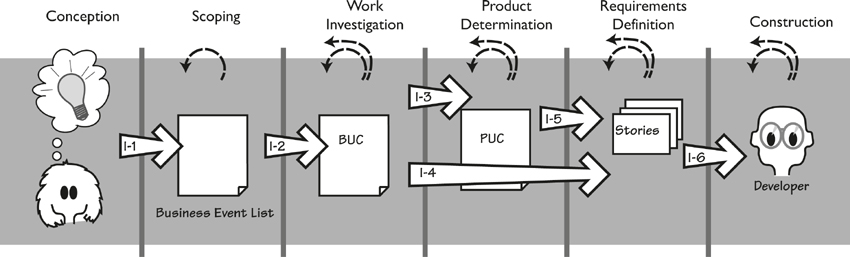 Conception
Scoping
Work
Investigation
Product
Determination
Requirements
Definition
Construction
I-1
Business Event List
I-2
BUC
I-3
PUC
I-4
I-5
Stories
I-6
Developer